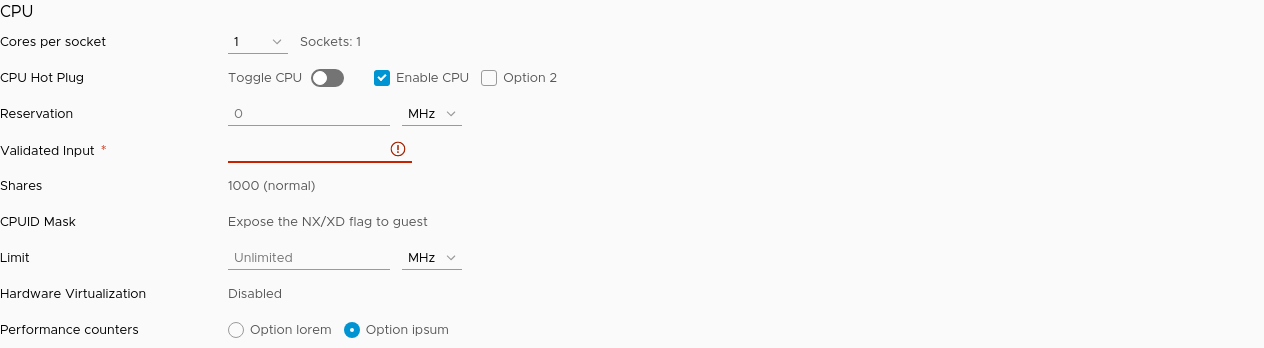 CPU
Cores per socket 1 Sockets: 1
CPU Hot Plug Toggle CPU Enable CPU Option 2
Reservation 0 MHz
Validated Input *
Shares 1000 (normal)
CPUID Mask Expose the NX/XD flag to guest
Limit Unlimited MHz
Hardware Virtualization Disabled
Performance counters Option lorem Option ipsum